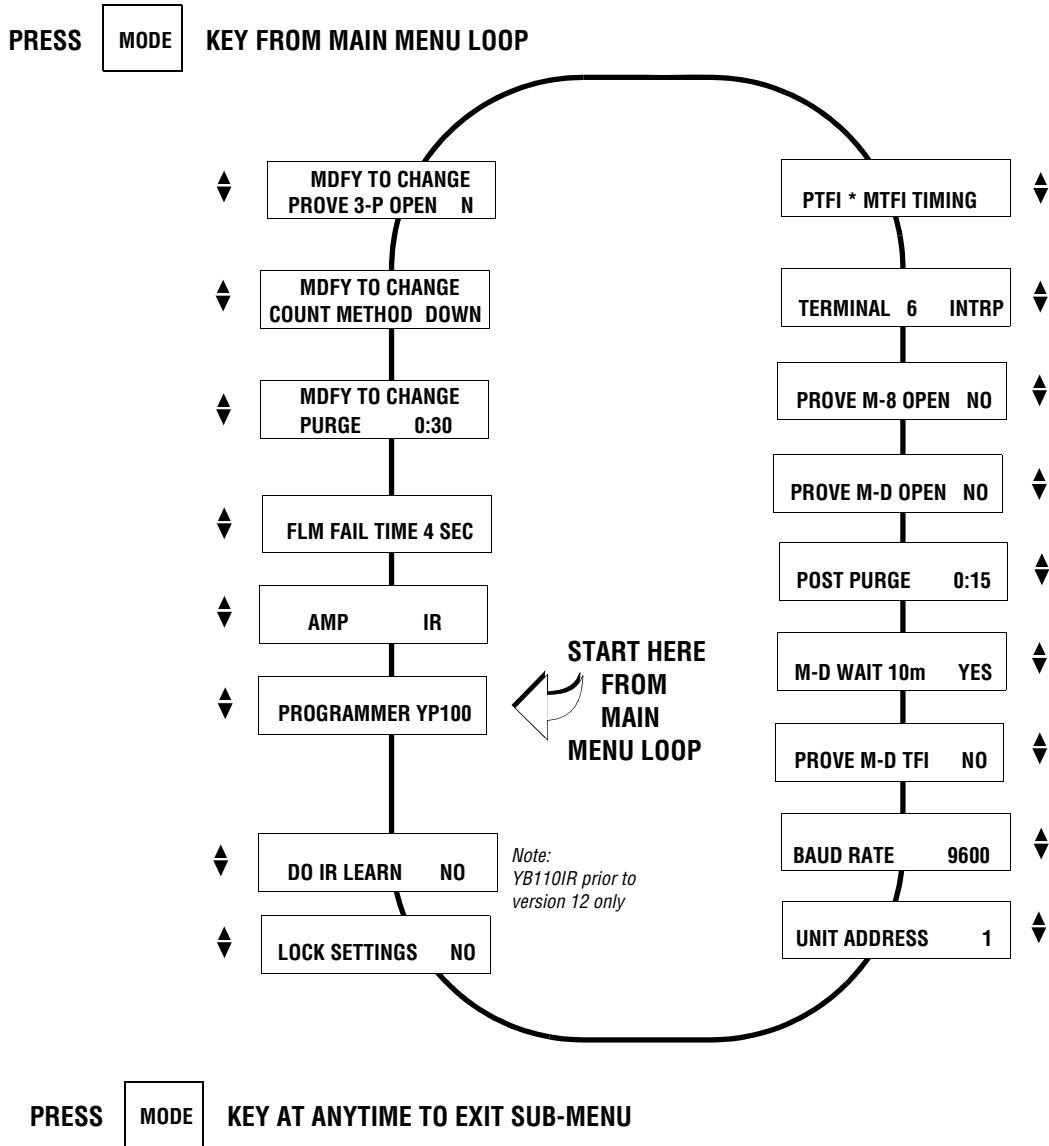 PRESS MODE KEY FROM MAIN MENU LOOP
MDFY TO CHANGE
PROVE 3-P OPEN N
MDFY TO CHANGE
COUNT METHOD DOWN
MDFY TO CHANGE
PURGE 0:30
FLM FAIL TIME 4 SEC
AMP IR
PROGRAMMER YP100
START HERE
FROM
MAIN
MENU LOOP
DO IR LEARN NO
Note:
YB110IR prior to
version 12 only
LOCK SETTINGS NO
PTFI * MTFI TIMING
TERMINAL 6 INTRP
PROVE M-8 OPEN NO
PROVE M-D OPEN NO
POST PURGE 0:15
M-D WAIT 10m YES
PROVE M-D TFI NO
BAUD RATE 9600
UNIT ADDRESS 1
PRESS MODE KEY AT ANYTIME TO EXIT SUB-MENU